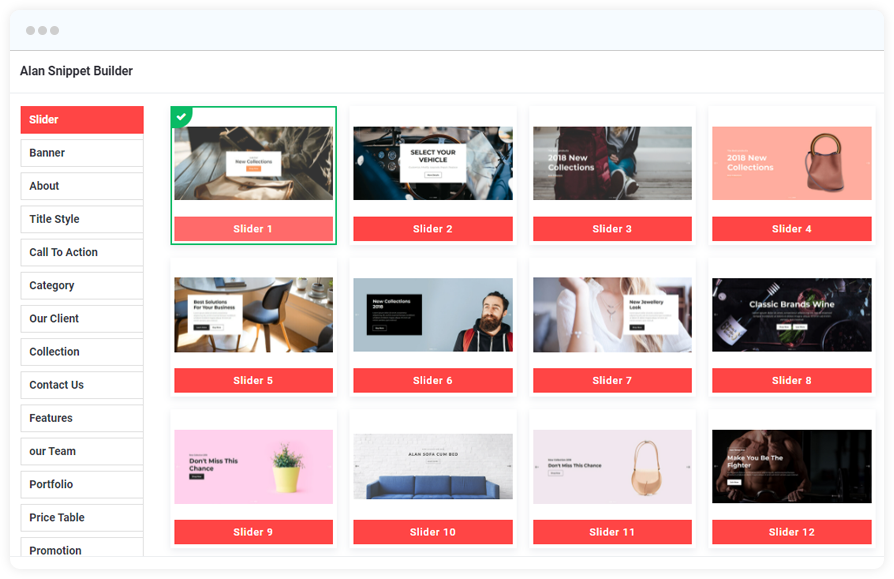 Alan Snippet Builder
Slider
Banner
About
Title Style
Call To Action
Category
Our Client
Collection
Contact Us
Features
our Team
Portfolio
Price Table
Promotion
New Collections
Slider 1
SELECT YOUR
VEHICLE
Slider 2
2018 New
Collections
Slider 3
2018 New
Collections
Slider 4
Best Solutions
For Your Business
Slider 5
New Collections
2018
Slider 6
New Jewellery
Look
Slider 7
Classic Brands Wine
Slider 8
Don't Miss This
Chance
Slider 9
ALAN SOFA CUM BED
Slider 10
Don't Miss This Chance
Slider 11
Make You Be The
Fighter
Slider 12